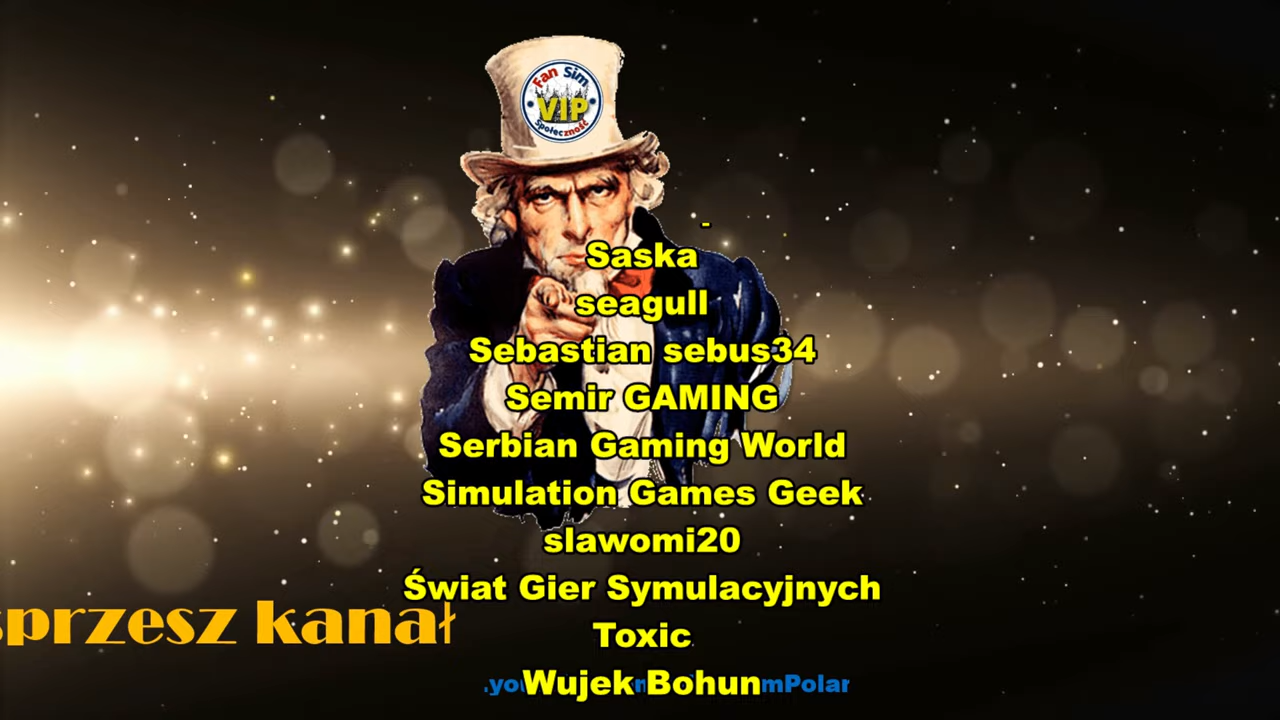 Fan Sim
VIP
Społeczność
-
Saska
seagull
Sebastian sebus34
Semir GAMING
Serbian Gaming World
Simulation Games Geek
slawomi20
Świat Gier Symulacyjnych
sprzesz kanał
Toxic
Wujek Bohun